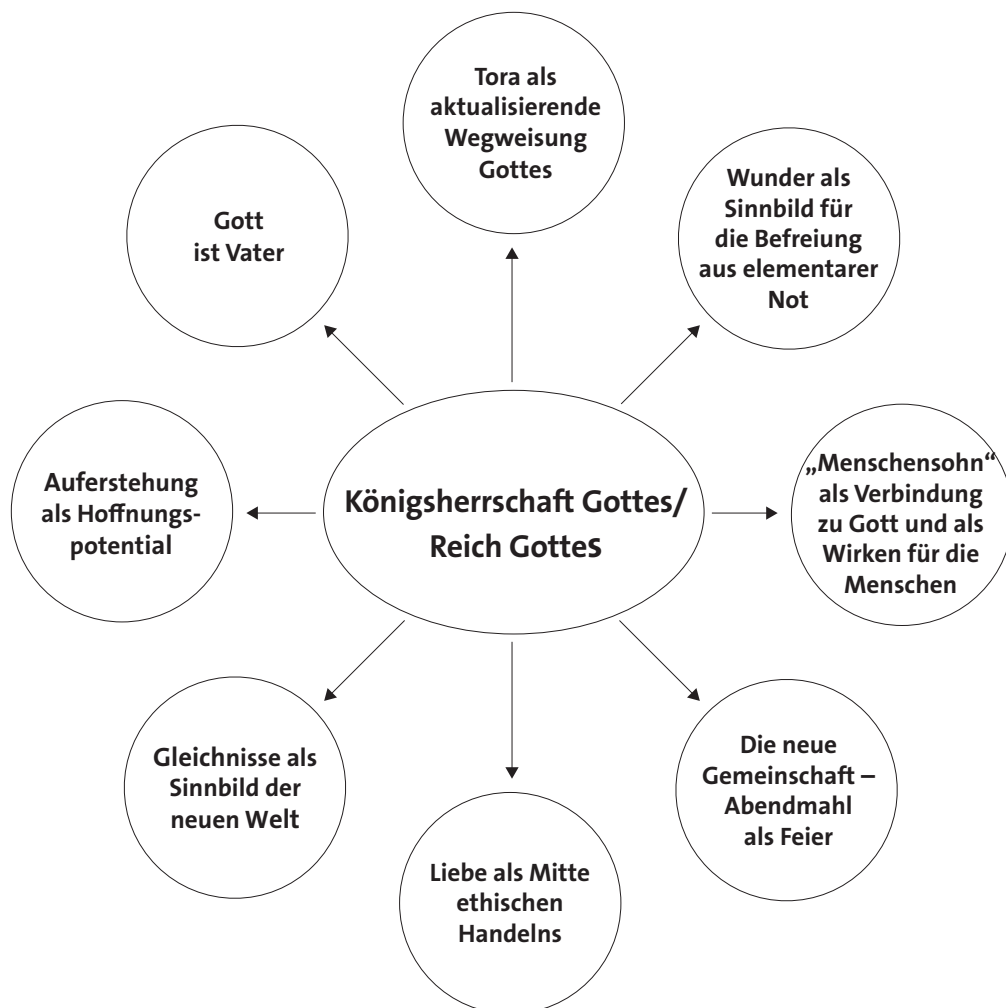 Tora als
aktualisierende
Wegweisung
Gottes
Wunder als
Sinnbild für
die Befreiung
aus elementarer
Not
Gott
ist Vater
Auferstehung
als Hoffnungs-
potential
Königsherrschaft Gottes/
Reich Gottes
„Menschensohn“
als Verbindung
zu Gott und als
Wirken für die
Menschen
Gleichnisse als
Sinnbild der
neuen Welt
Die neue
Gemeinschaft –
Abendmahl
als Feier
Liebe als Mitte
ethischen
Handelns